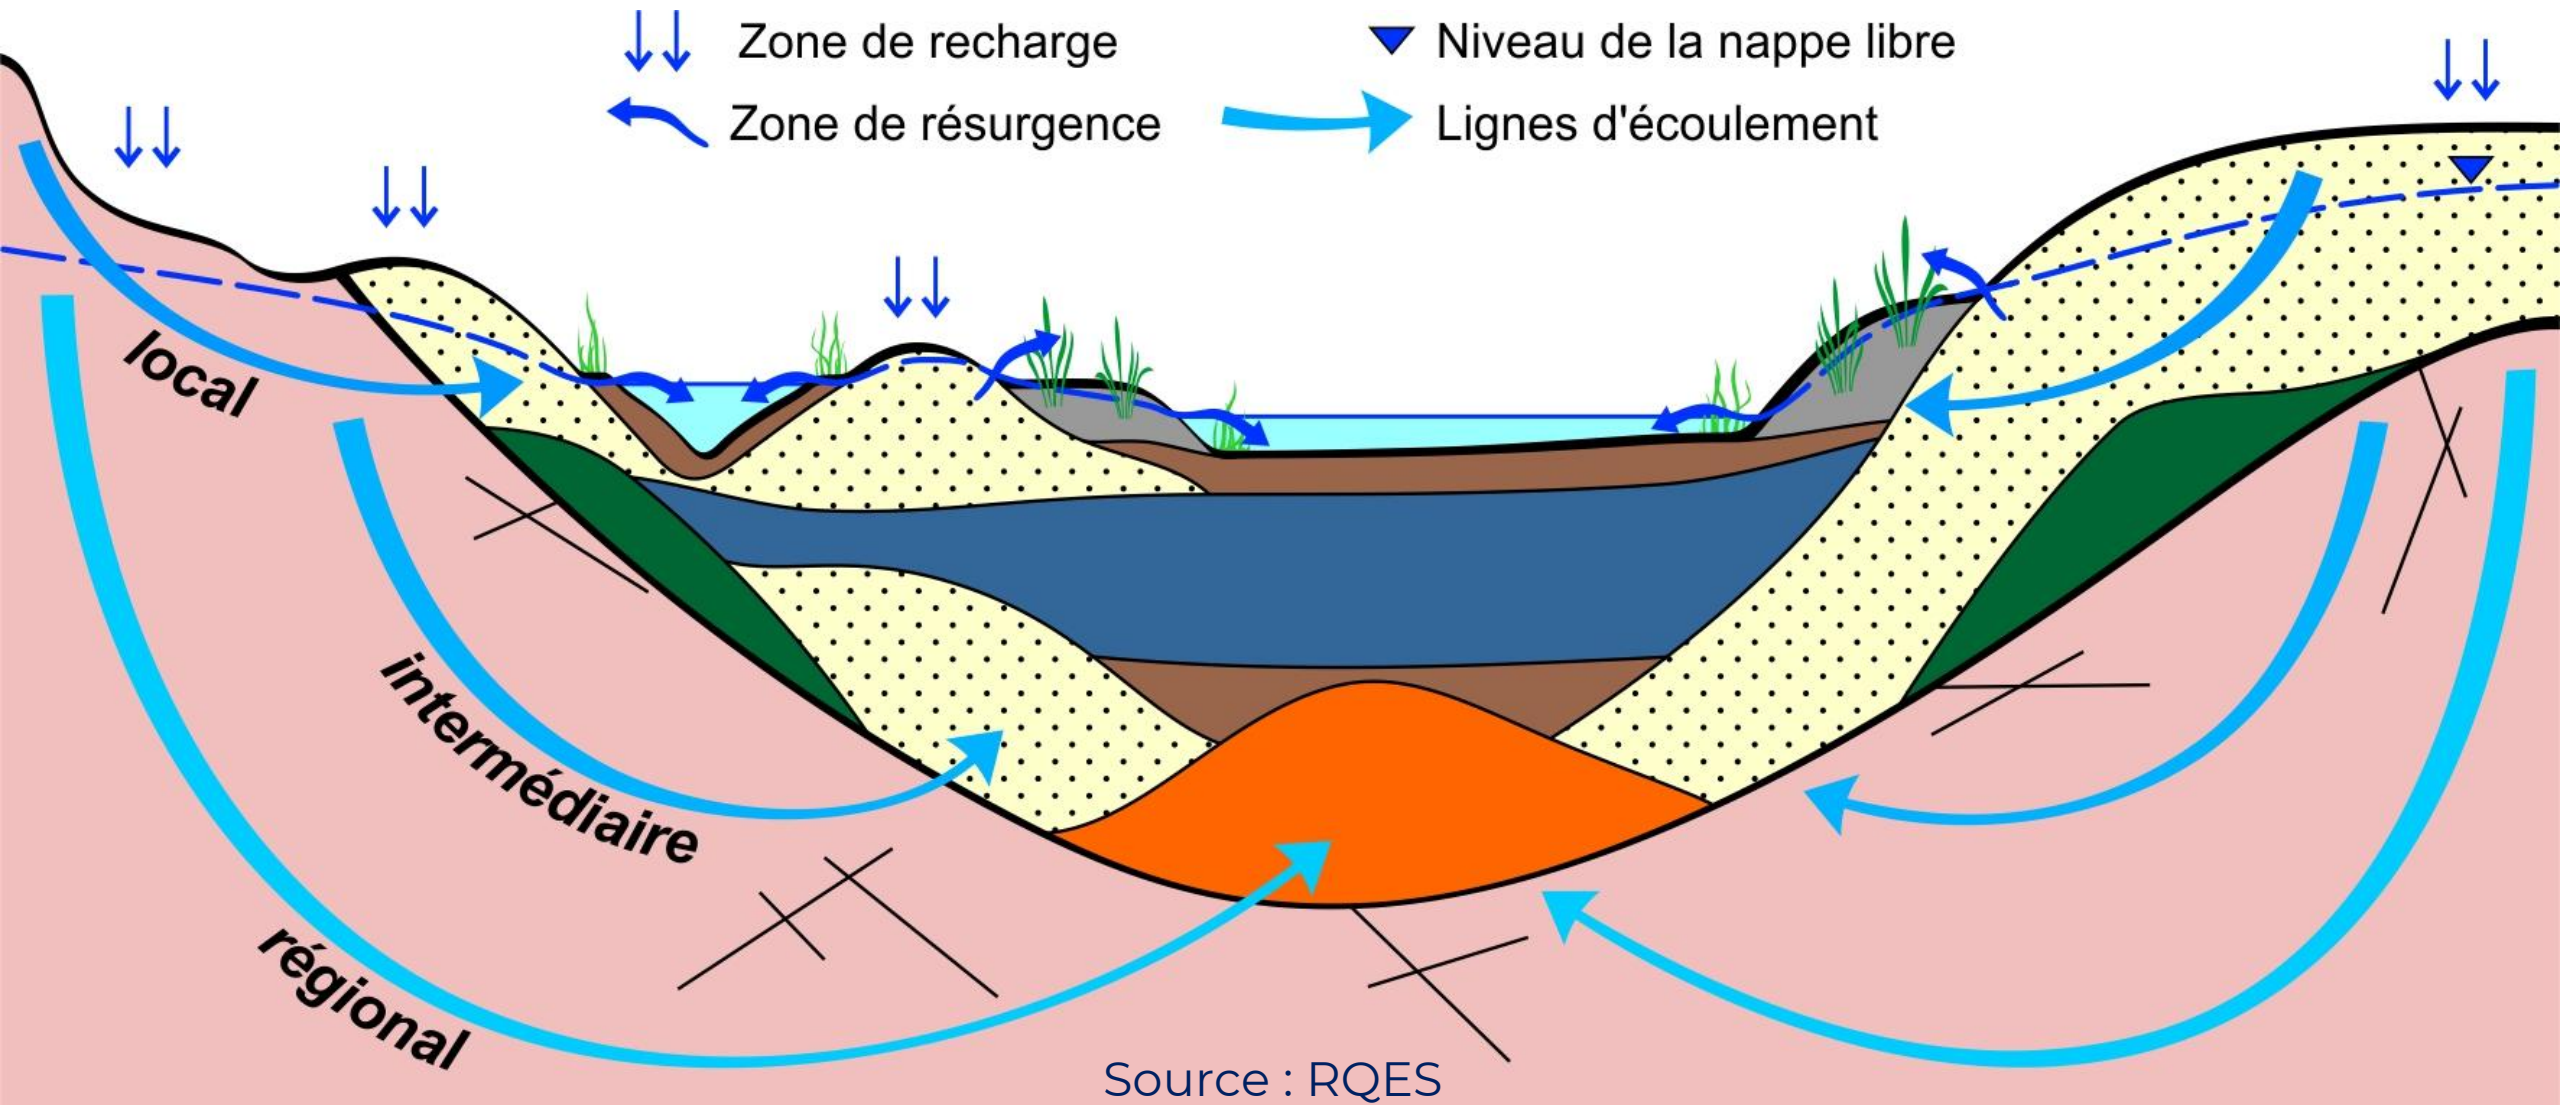 Zone de recharge
Niveau de la nappe libre
Zone de résurgence
Lignes d'écoulement
local
intermédiaire
régional
Source : RQES